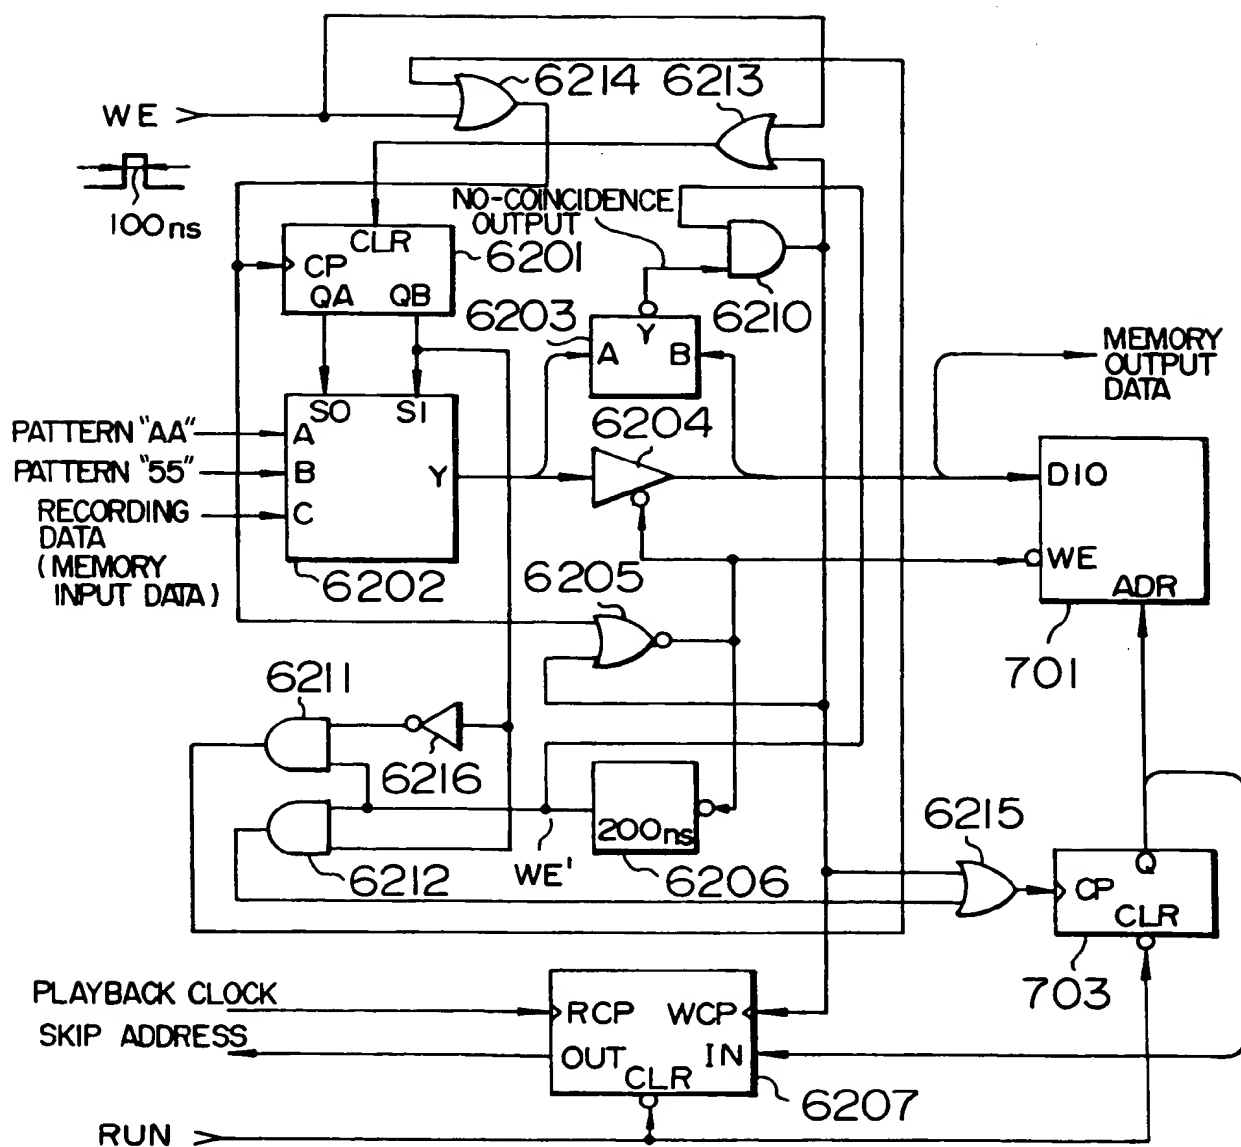 6214 6213
WE
100ns
NO-COINCIDENCE
OUTPUT
CLR
CP
QA QB
6201
6210
6203
Y
A B
MEMORY
OUTPUT
DATA
S0 S1
6204
PATTERN "AA"
A
PATTERN "55"
B
Y
RECORDING
DATA
(MEMORY
INPUT DATA)
C
DIO
WE
ADR
6202
6205
701
6211
6216
200ns
6215
6212
WE'
6206
Q
CP
CLR
703
PLAYBACK CLOCK
RCP WCP
SKIP ADDRESS
OUT IN
CLR
6207
RUN